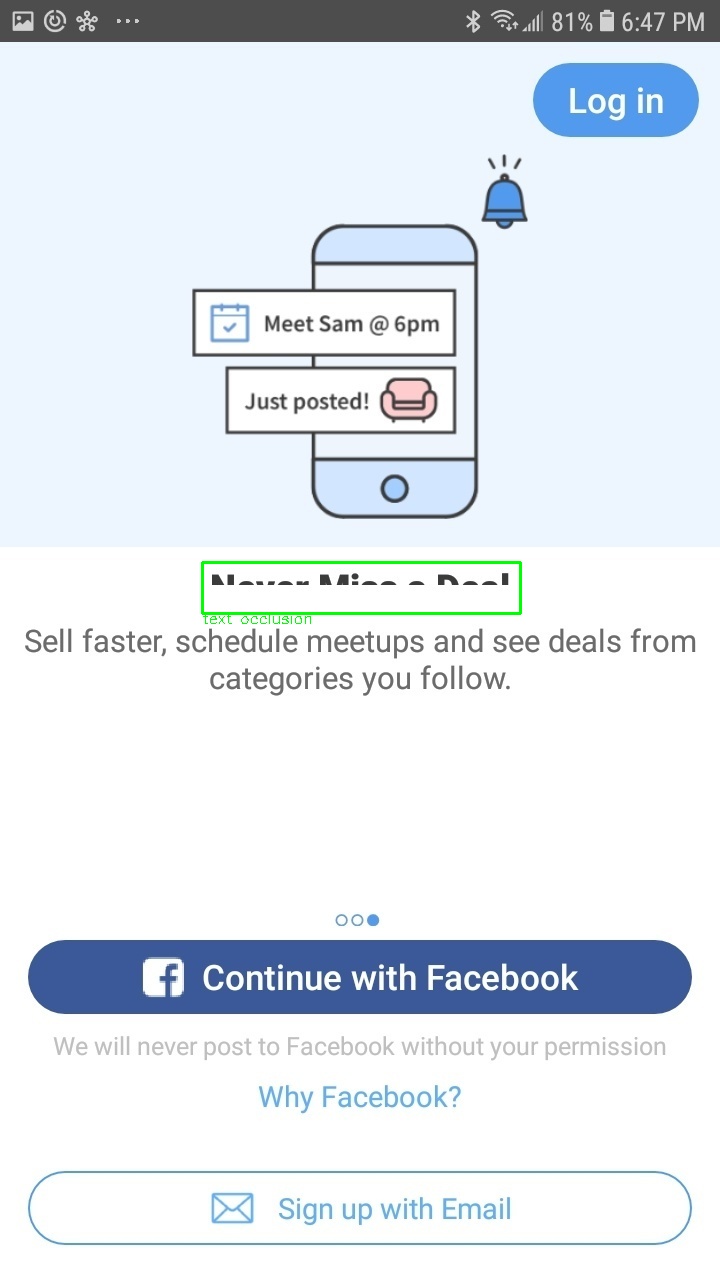 81% 6:47 PM
Log in
Meet Sam @ 6pm
Just posted!
Never Miss a Deal
text occlusion
Sell faster, schedule meetups and see deals from
categories you follow.
Continue with Facebook
We will never post to Facebook without your permission
Why Facebook?
Sign up with Email